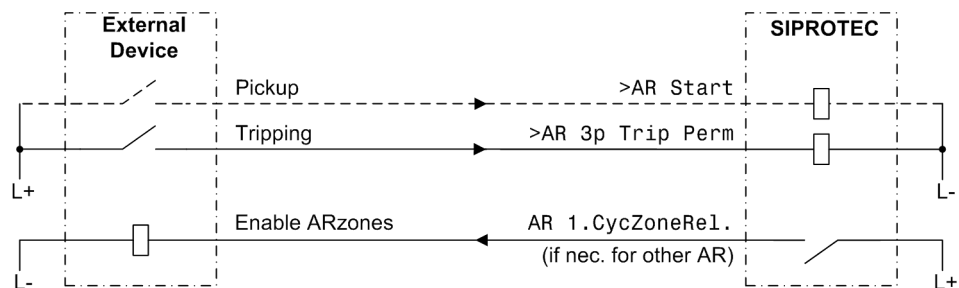 External
Device
SIPROTEC
Pickup
>AR Start
Tripping
>AR 3p Trip Perm
L+
L-
Enable ARzones
AR 1.CycZoneRel.
(if nec. for other AR)
L-
L+